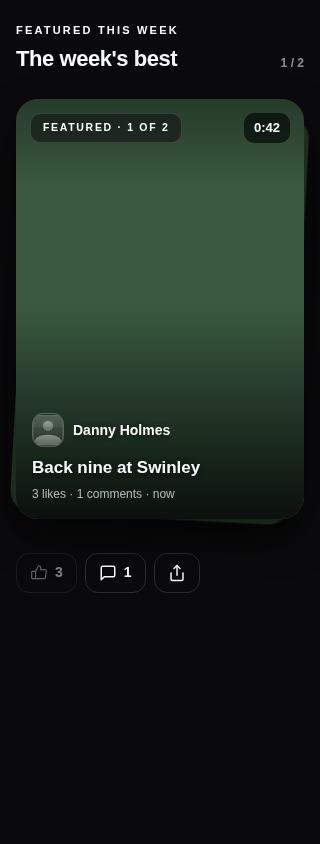 FEATURED THIS WEEK
The week's best
1 / 2
FEATURED · 1 OF 2
0:42
Danny Holmes
Back nine at Swinley
3 likes · 1 comments · now
3
1